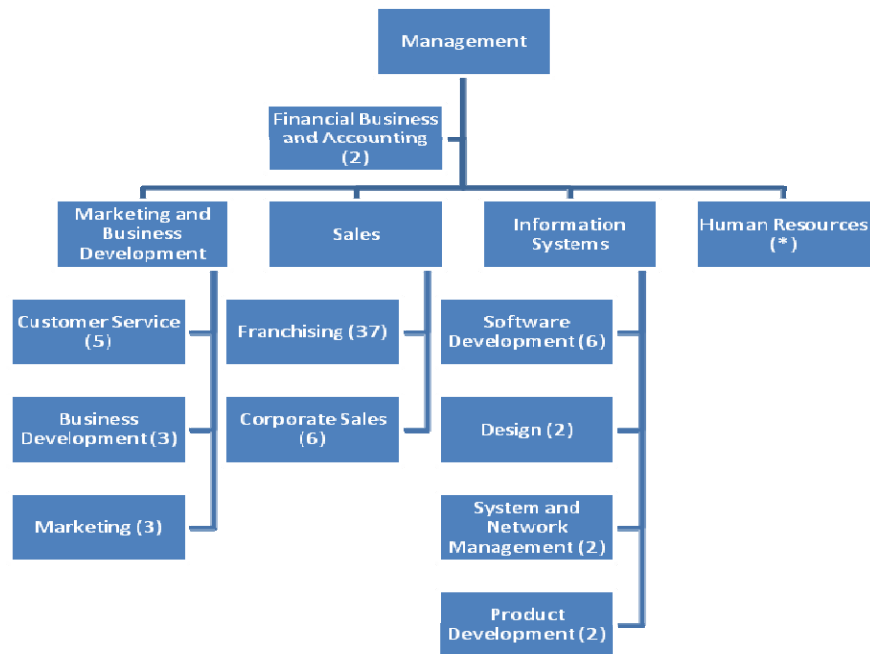 Management
Financial Business
and Accounting
(2)
Marketing and
Business
Development
Sales
Information
Systems
Human Resources
(*)
Customer Service
(5)
Franchising (37)
Software
Development (6)
Business
Development (3)
Corporate Sales
(6)
Design (2)
Marketing (3)
System and
Network
Management (2)
Product
Development (2)